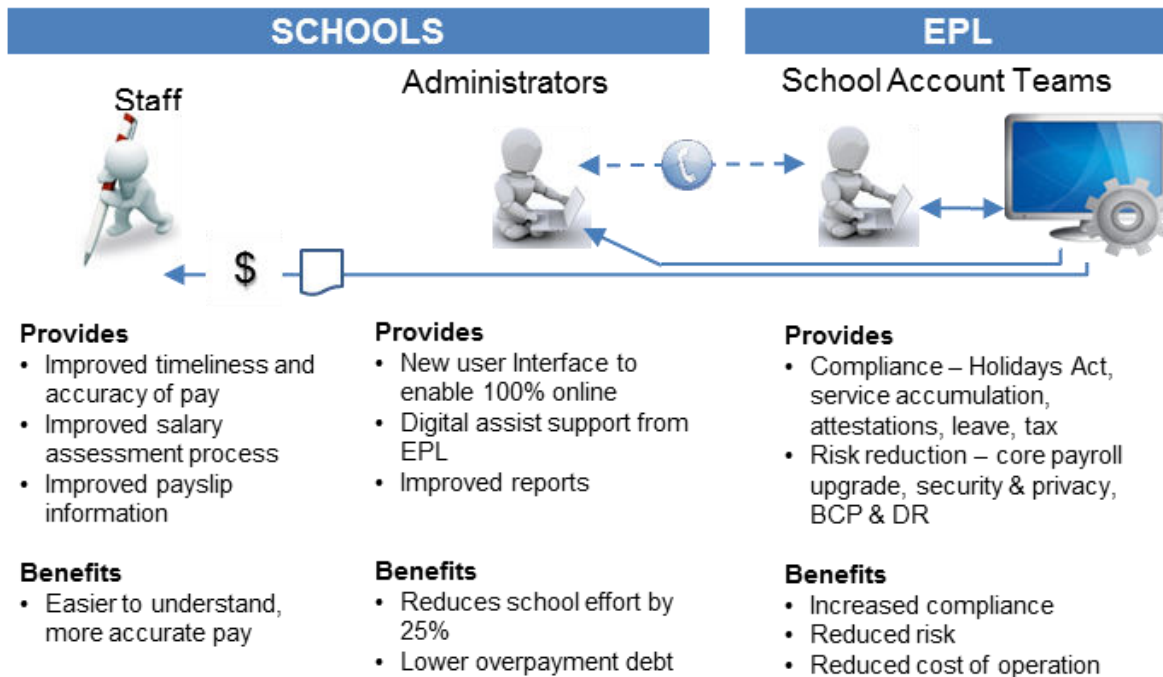 SCHOOLS
EPL
Staff
Administrators
School Account Teams
$
Provides
• Improved timeliness and
accuracy of pay
• Improved salary
assessment process
• Improved payslip
information
Benefits
• Easier to understand,
more accurate pay
Provides
• New user Interface to
enable 100% online
• Digital assist support from
EPL
• Improved reports
Benefits
• Reduces school effort by
25%
• Lower overpayment debt
Provides
• Compliance – Holidays Act,
service accumulation,
attestations, leave, tax
• Risk reduction – core payroll
upgrade, security & privacy,
BCP & DR
Benefits
• Increased compliance
• Reduced risk
• Reduced cost of operation